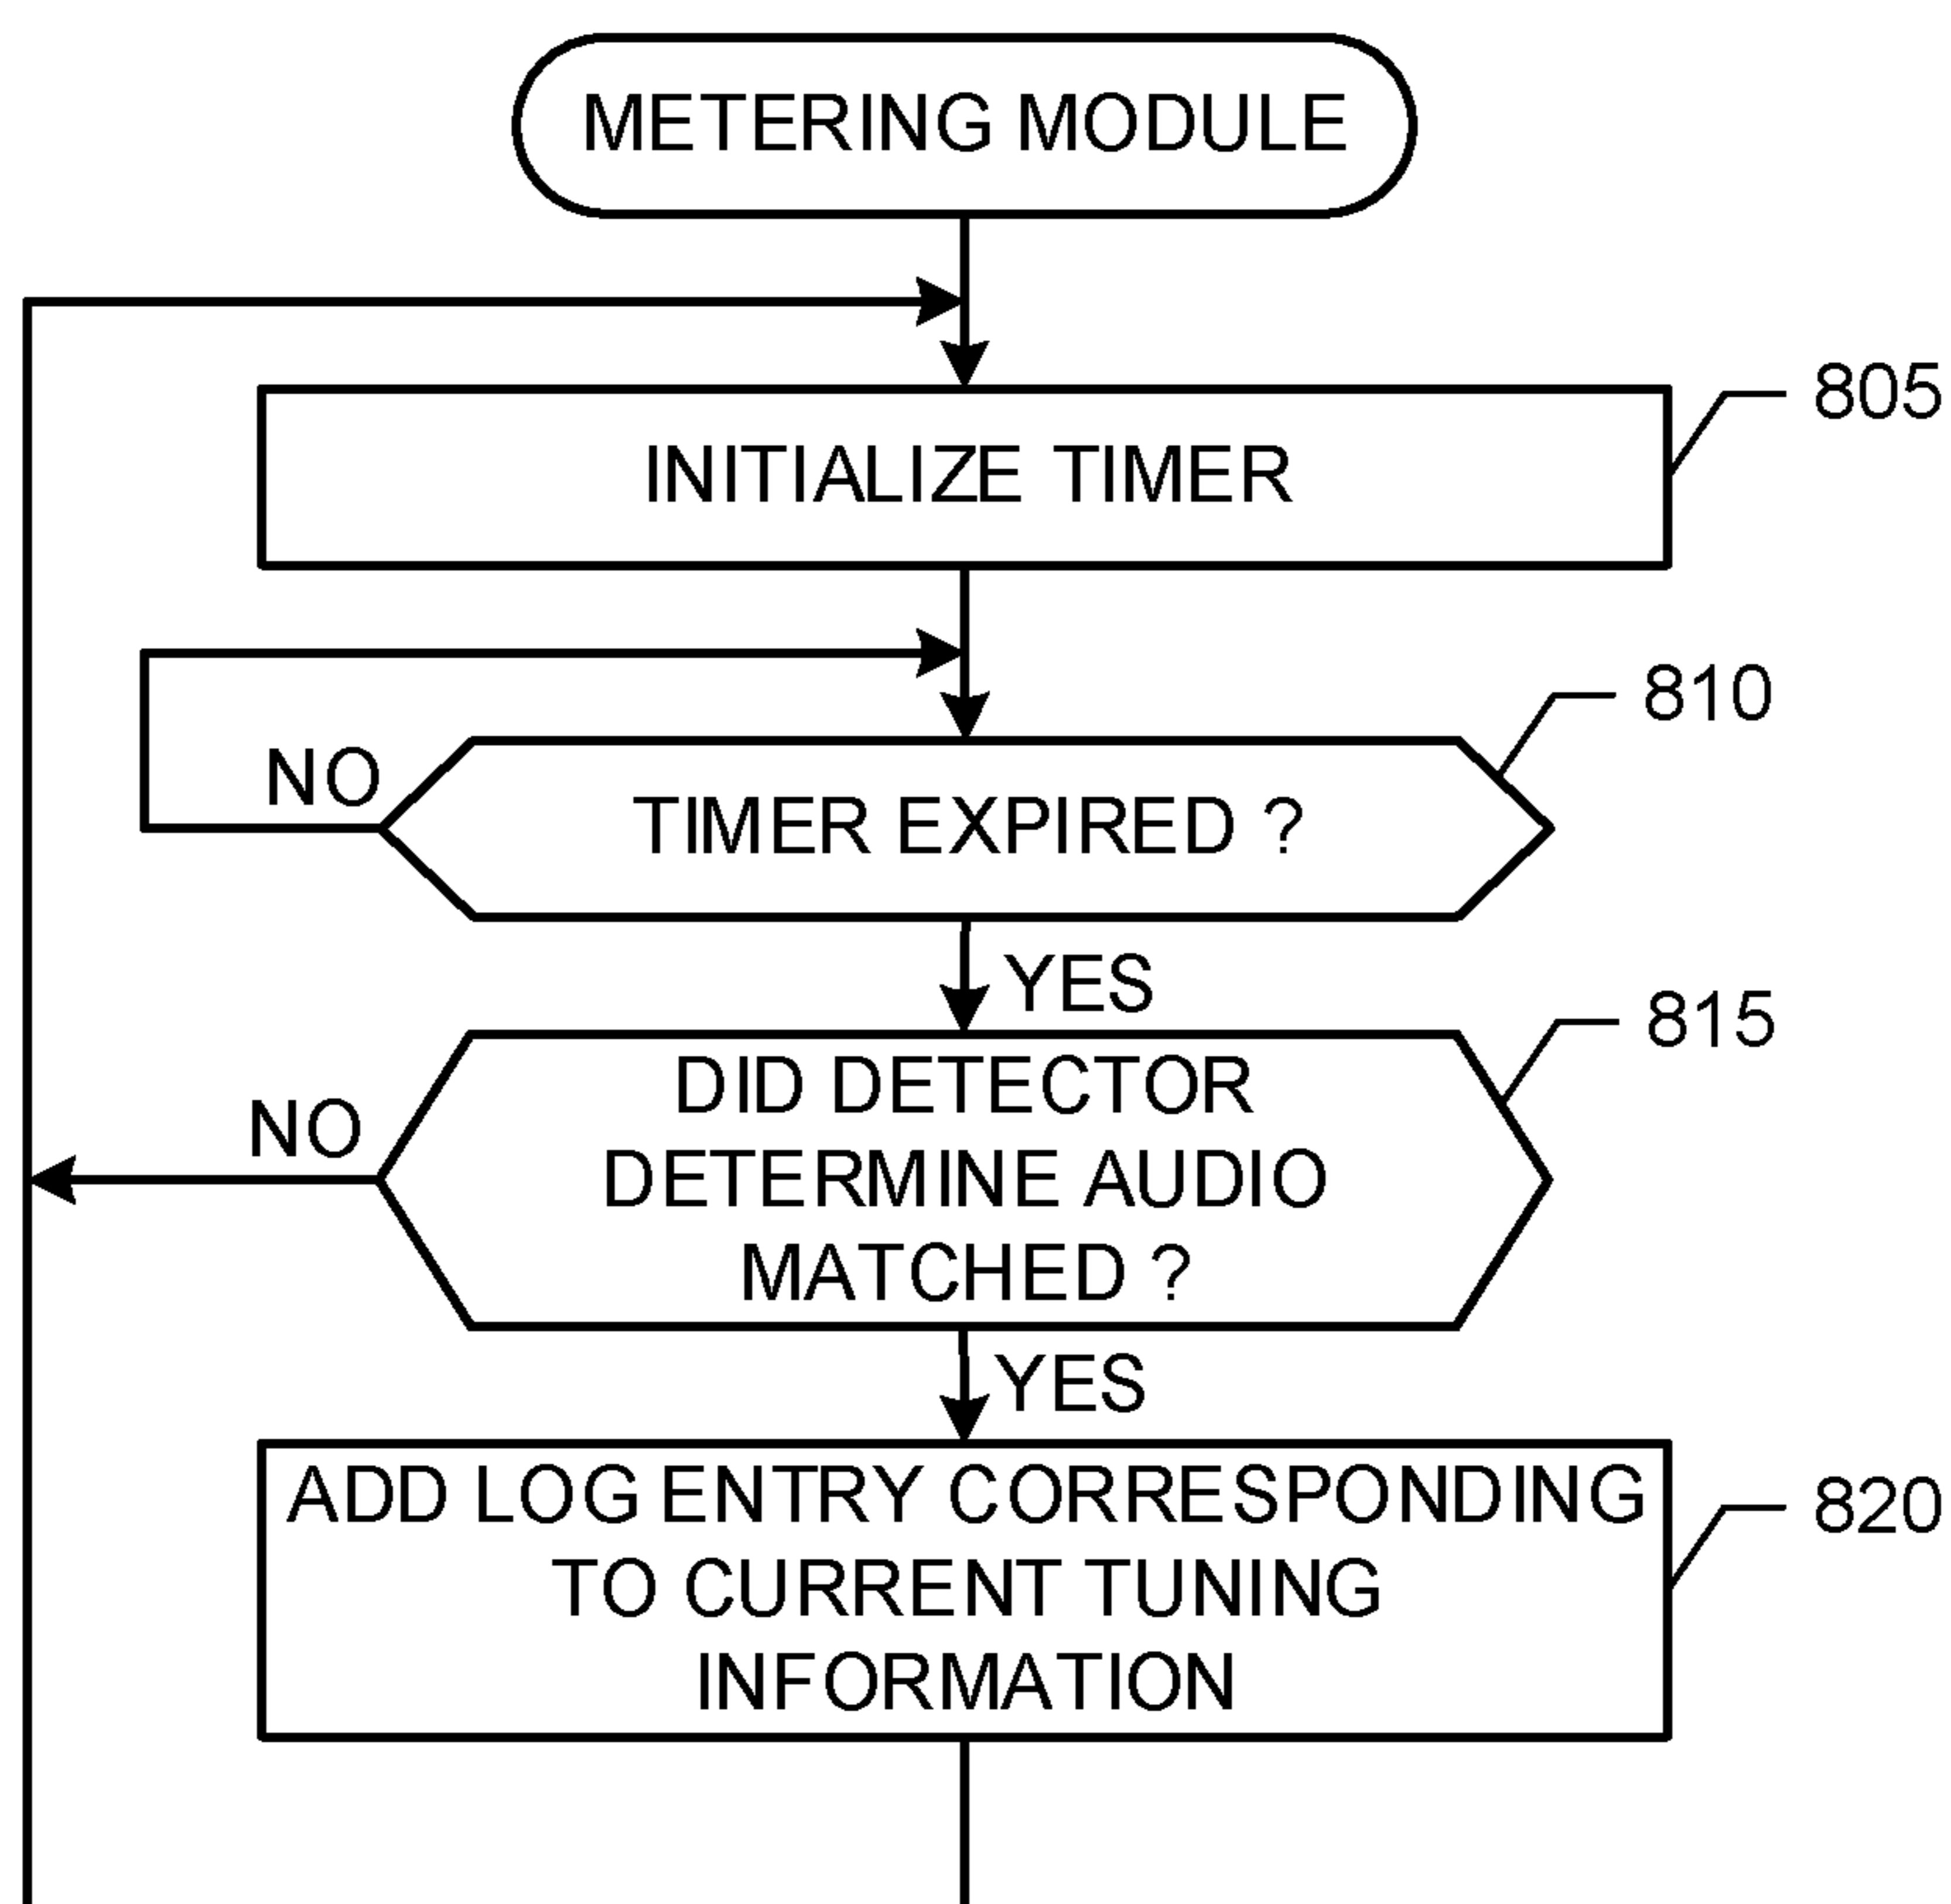 METERING MODULE
805
INITIALIZE TIMER
810
NO
TIMER EXPIRED ?
YES
815
DID DETECTOR
NO
DETERMINE AUDIO
MATCHED ?
YES
ADD LOG ENTRY CORRESPONDING
820
TO CURRENT TUNING
INFORMATION